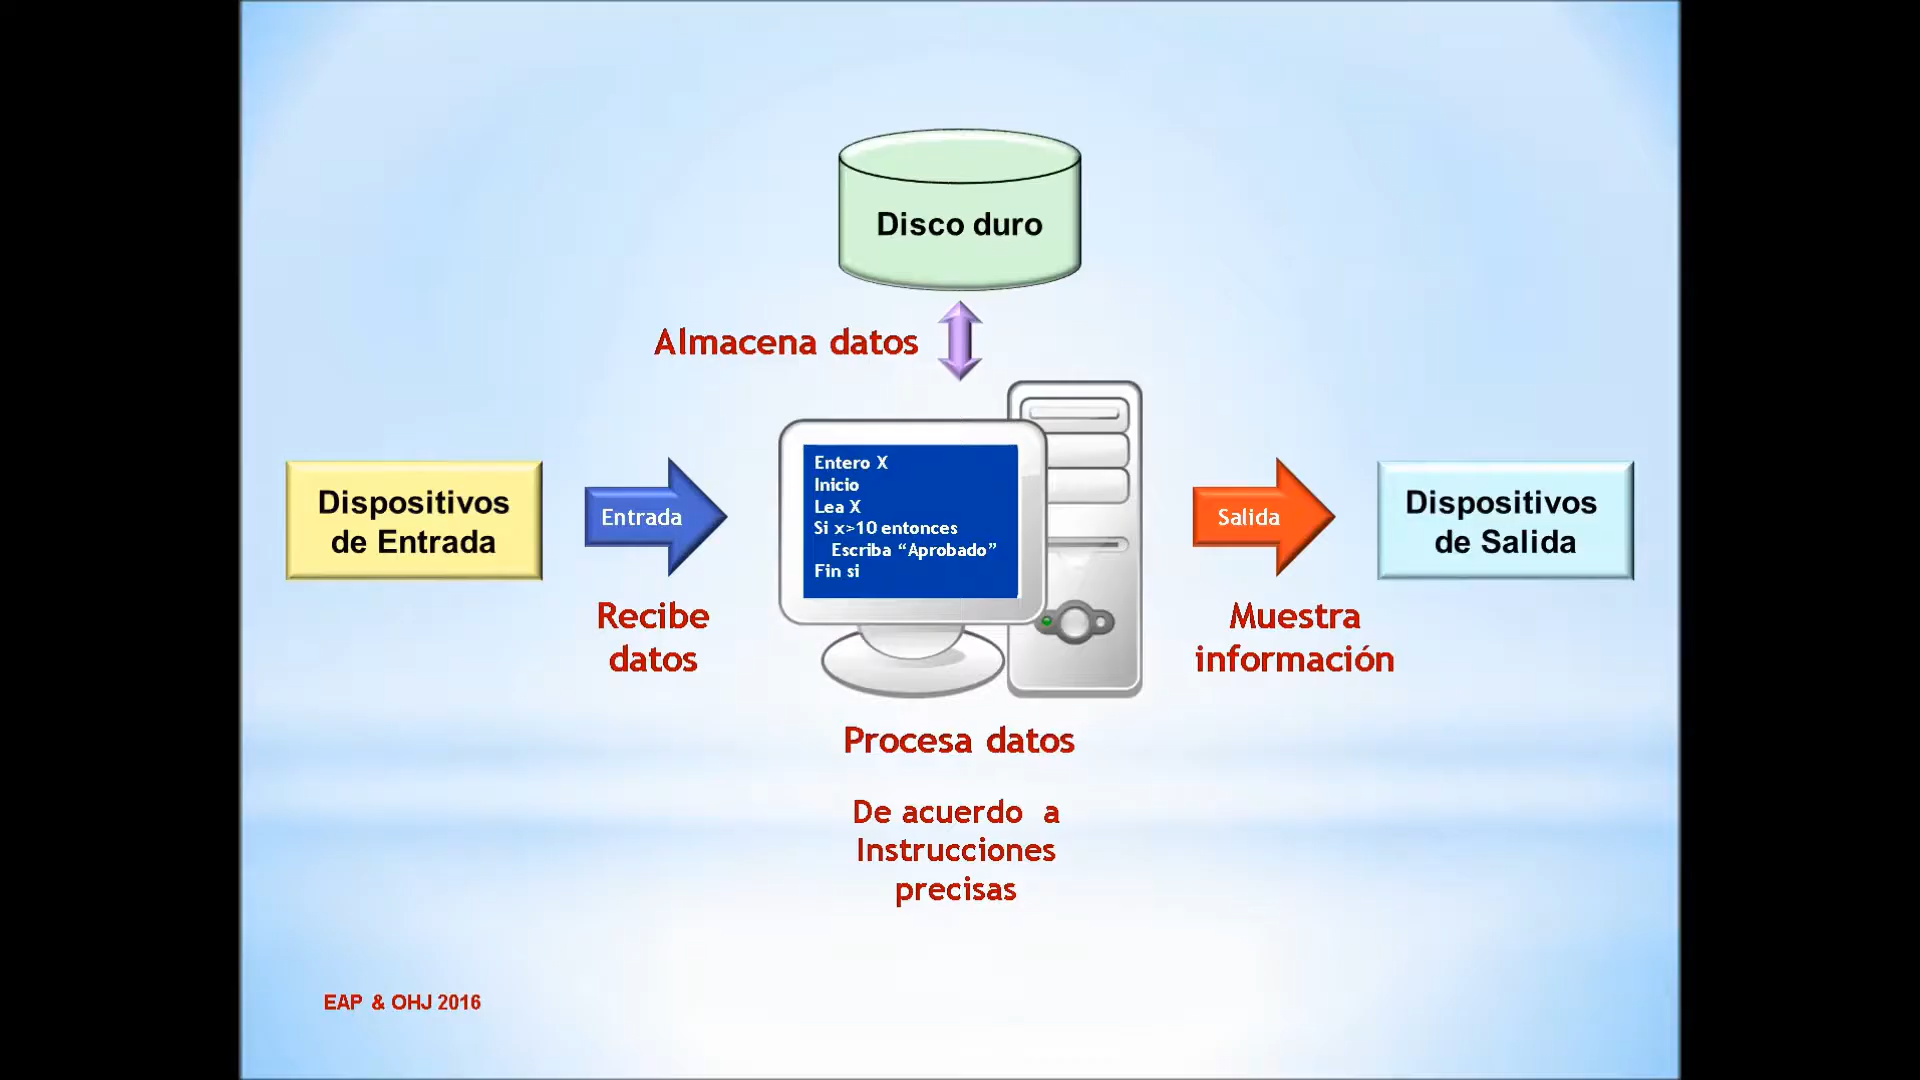 Disco duro
Almacena datos
Dispositivos
de Entrada
Entrada
Recibe
datos
Entero X
Inicio
Lea X
Si x>10 entonces
Escriba “Aprobado”
Fin si
Salida
Muestra
información
Dispositivos
de Salida
Procesa datos
De acuerdo a
Instrucciones
precisas
EAP & OHJ 2016